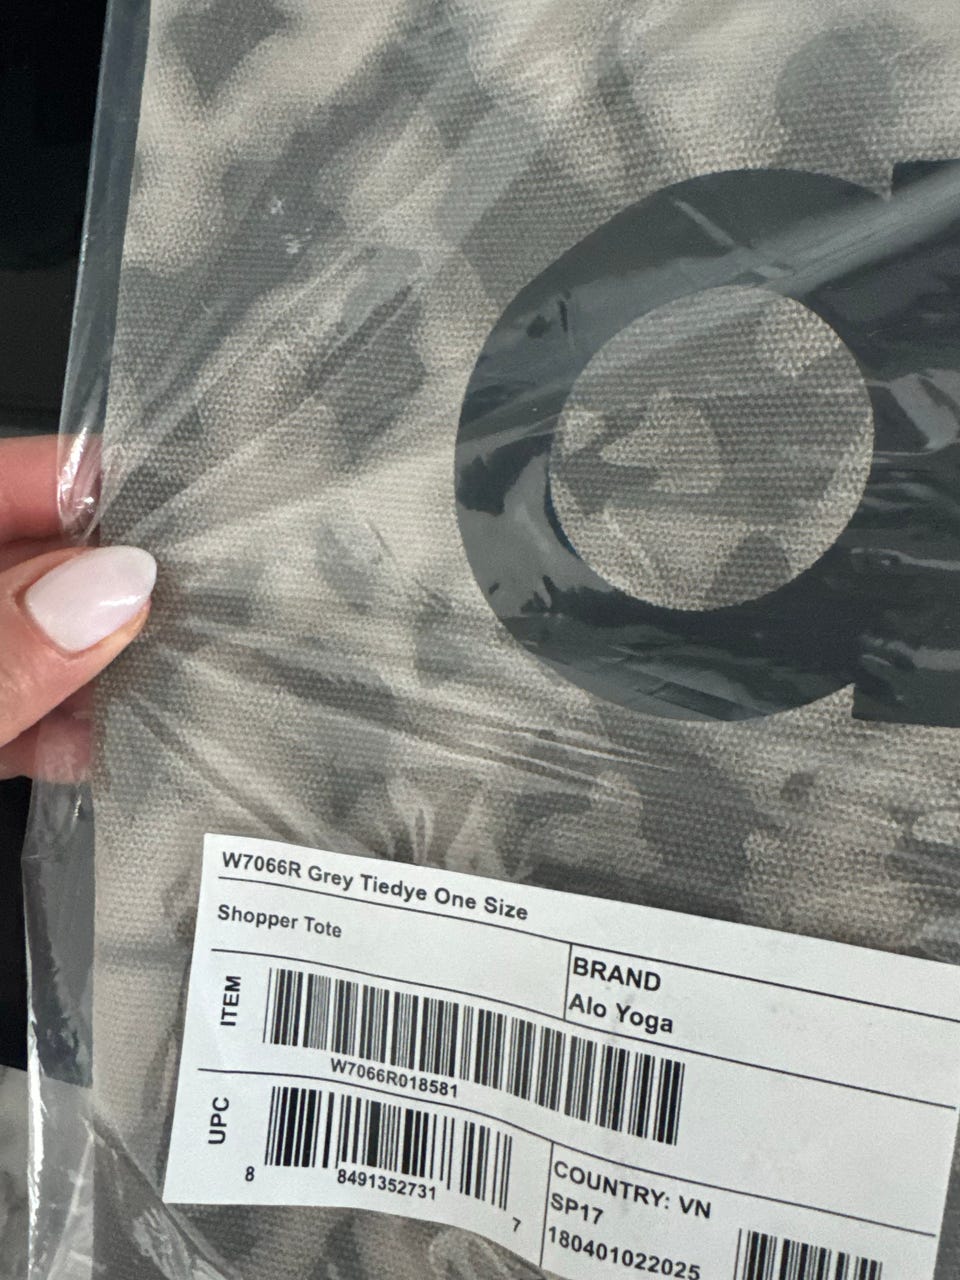 a
W7066R Grey Tiedye One Size
Shopper Tote
BRAND
Alo Yoga
ITEM
W7066R018581
UPC
8 8491352731 7
COUNTRY: VN
SP17
180401022025